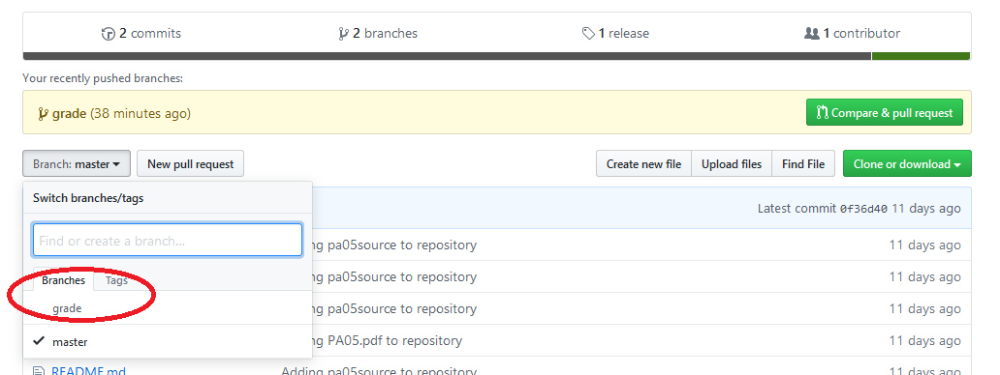 2 commits 2 branches 1 release 1 contributor
Your recently pushed branches:
grade (38 minutes ago) Compare & pull request
Branch: master New pull request Create new file Upload files Find File Clone or download
Switch branches/tags
Latest commit 0f36d40 11 days ago
Find or create a branch...
ng pa05source to repository 11 days ago
Branches Tags
ng pa05source to repository 11 days ago
grade
ng pa05source to repository 11 days ago
master
ng PA05.pdf to repository 11 days ago
README.md Adding pa05source to repository 11 days ago